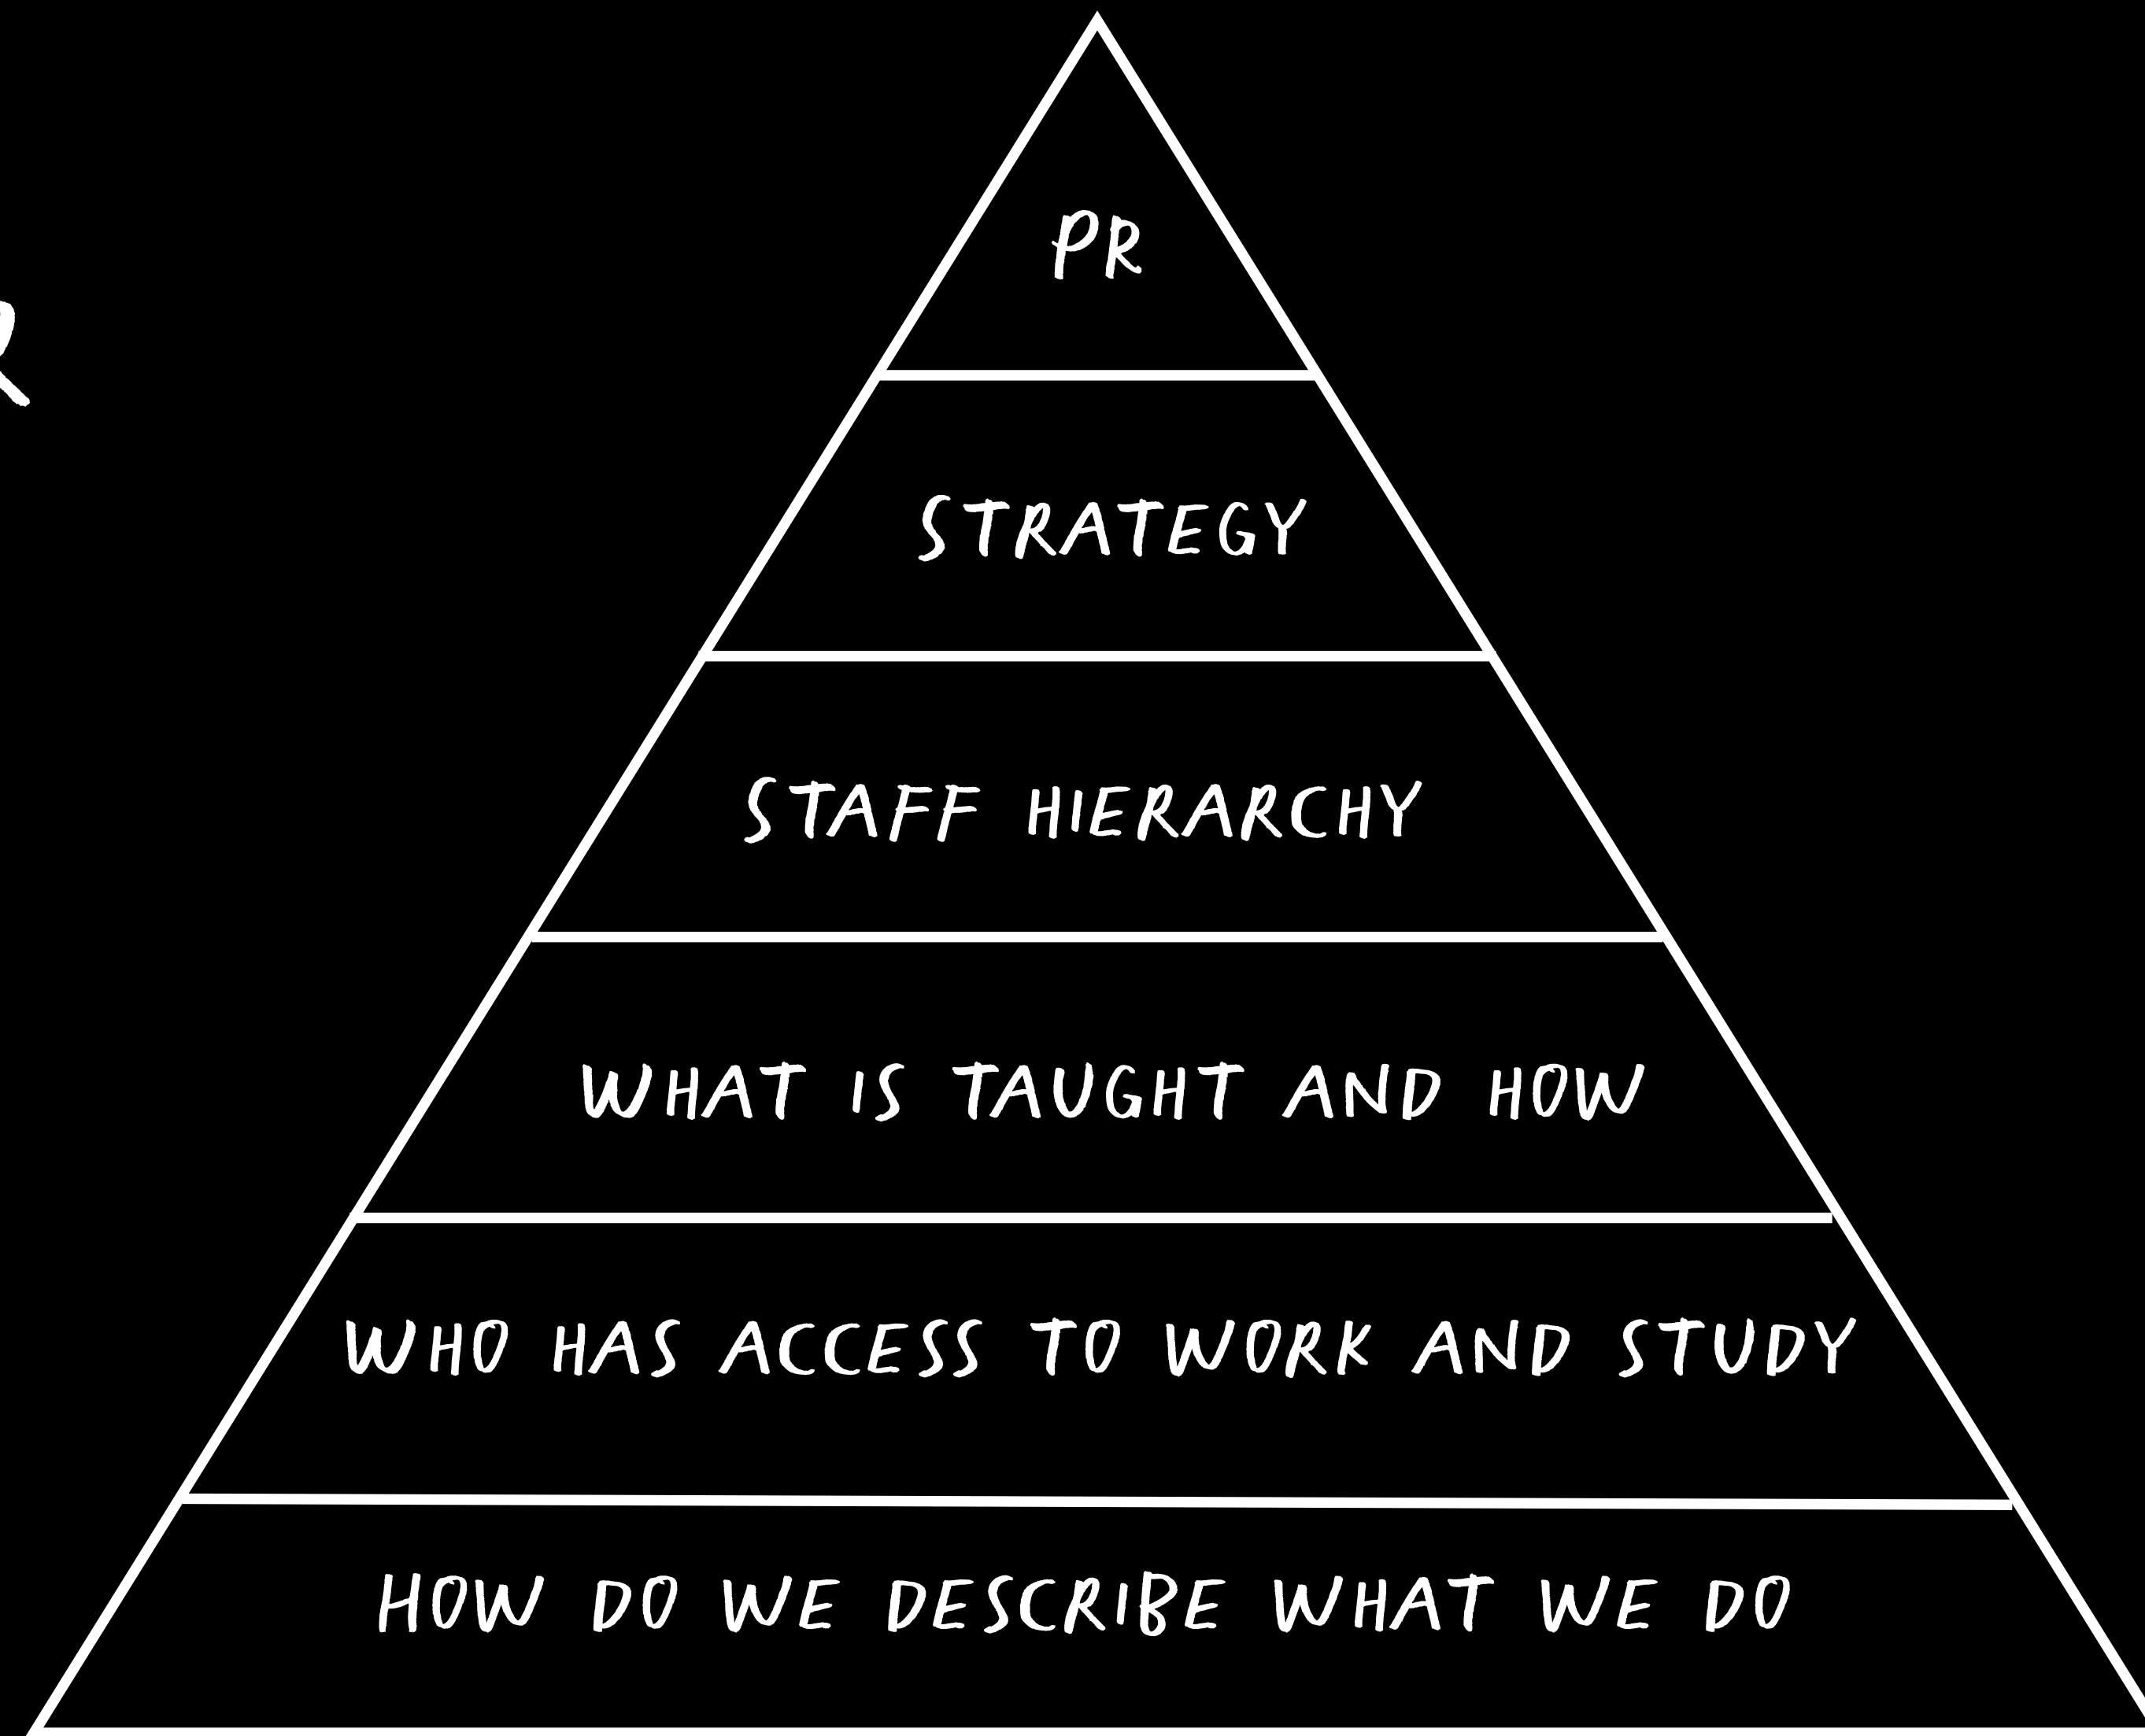 PR
STRATEGY
STAFF HIERARCHY
WHAT IS TAUGHT AND HOW
WHO HAS ACCESS TO WORK AND STUDY
HOW DO WE DESCRIBE WHAT WE DO